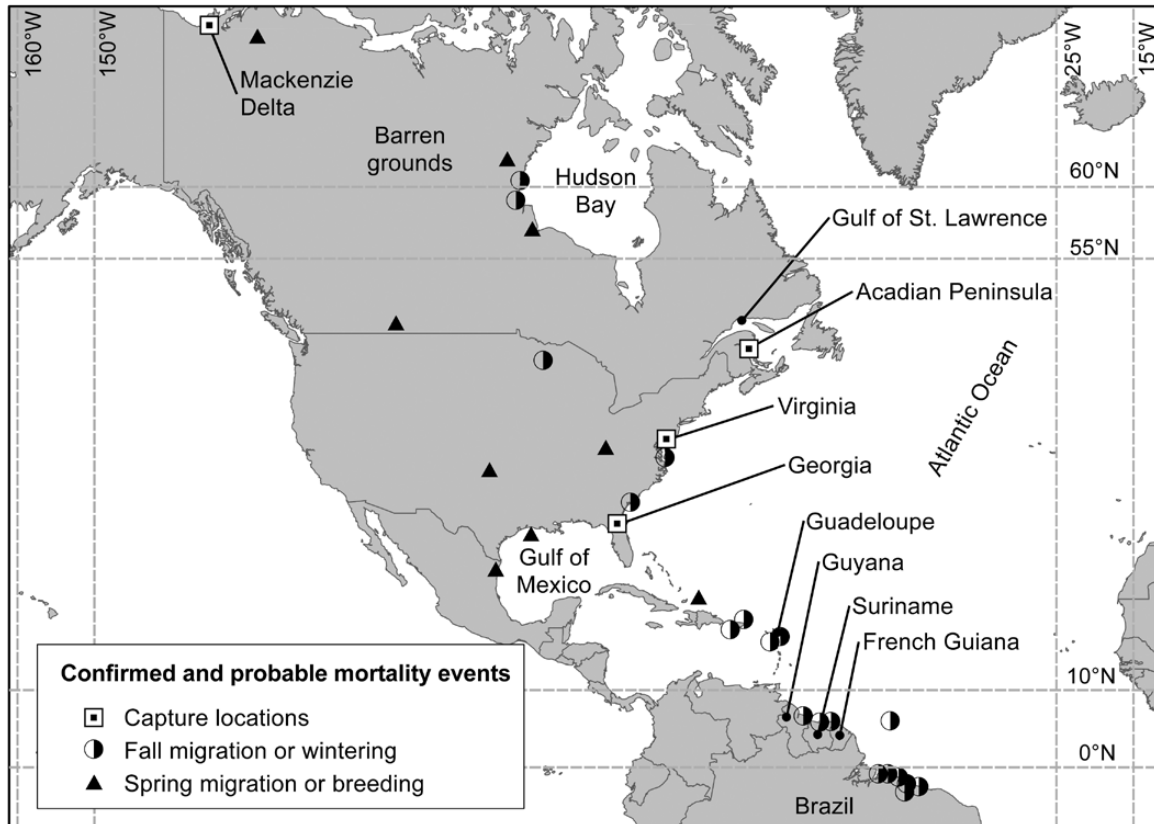 160°W
150°W
25°W
15°W
Mackenzie
Delta
Barren
grounds
Hudson
Bay
60°N
Gulf of St. Lawrence
55°N
Acadian Peninsula
Atlantic Ocean
Virginia
Georgia
Guadeloupe
Gulf of
Mexico
Guyana
Suriname
French Guiana
Confirmed and probable mortality events
Capture locations
Fall migration or wintering
Spring migration or breeding
10°N
0°N
Brazil